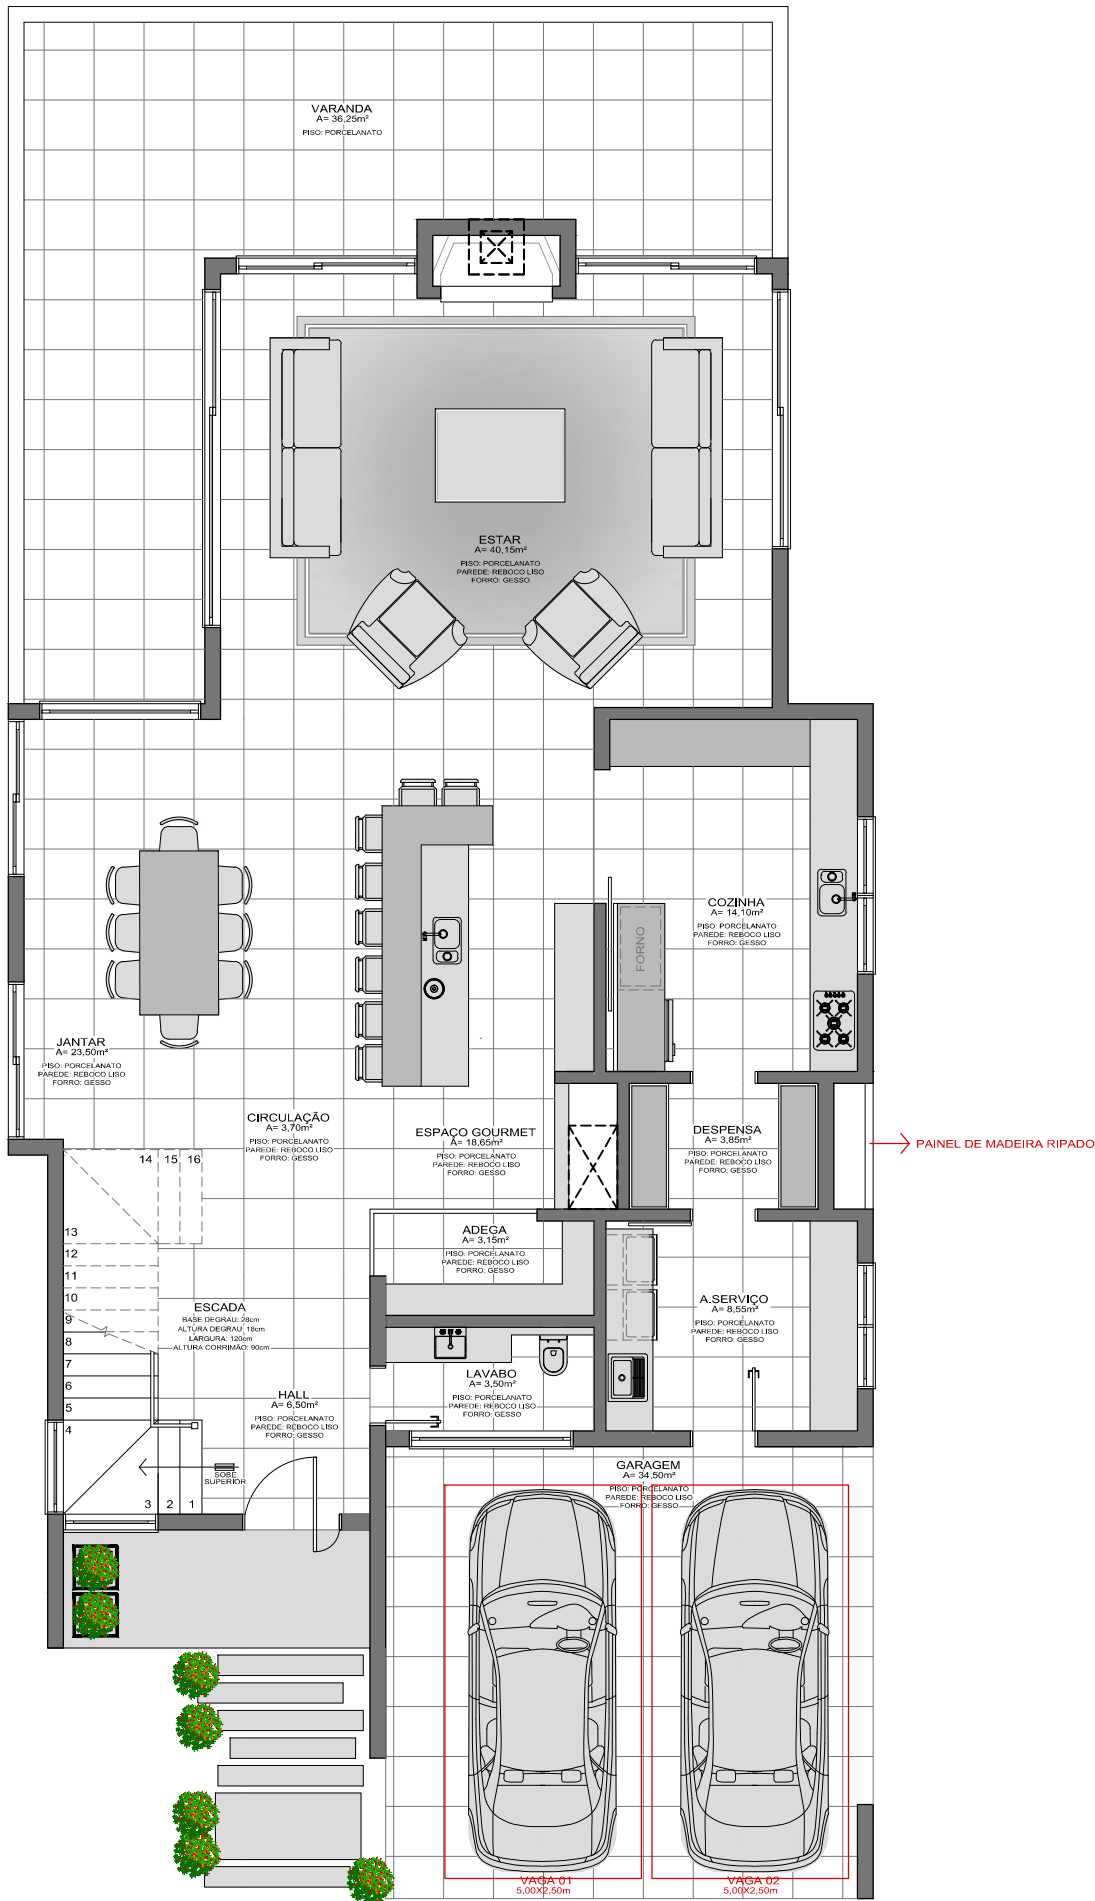 VARANDA
A= 36,25m²
PISO: PORCELANATO
ESTAR
A= 40,15m²
PISO: PORCELANATO
PAREDE: REBOCO LISO
FORRO: GESSO
COZINHA
A= 14,10m²
PISO: PORCELANATO
PAREDE: REBOCO LISO
FORRO: GESSO
FORNO
JANTAR
A= 23,50m²
PISO: PORCELANATO
PAREDE: REBOCO LISO
FORRO: GESSO
CIRCULAÇÃO
A= 3,70m²
PISO: PORCELANATO
PAREDE: REBOCO LISO
FORRO: GESSO
ESPAÇO GOURMET
A= 18,65m²
PISO: PORCELANATO
PAREDE: REBOCO LISO
FORRO: GESSO
DESPENSA
A= 3,85m²
PISO: PORCELANATO
PAREDE: REBOCO LISO
FORRO: GESSO
PAINEL DE MADEIRA RIPADO
14 15 16
13
12
11
10
9
8
7
6
5
4
3 2 1
ADEGA
A= 3,15m²
PISO: PORCELANATO
PAREDE: REBOCO LISO
FORRO: GESSO
ESCADA
BASE DEGRAU: 28cm
ALTURA DEGRAU: 18cm
LARGURA: 120cm
ALTURA CORRIMÃO: 90cm
A.SERVIÇO
A= 8,55m²
PISO: PORCELANATO
PAREDE: REBOCO LISO
FORRO: GESSO
LAVABO
A= 3,50m²
PISO: PORCELANATO
PAREDE: REBOCO LISO
FORRO: GESSO
HALL
A= 6,50m²
PISO: PORCELANATO
PAREDE: REBOCO LISO
FORRO: GESSO
SOBE
SUPERIOR
GARAGEM
A= 34,50m²
PISO: PORCELANATO
PAREDE: REBOCO LISO
FORRO: GESSO
VAGA 01
5,00X2,50m
VAGA 02
5,00X2,50m